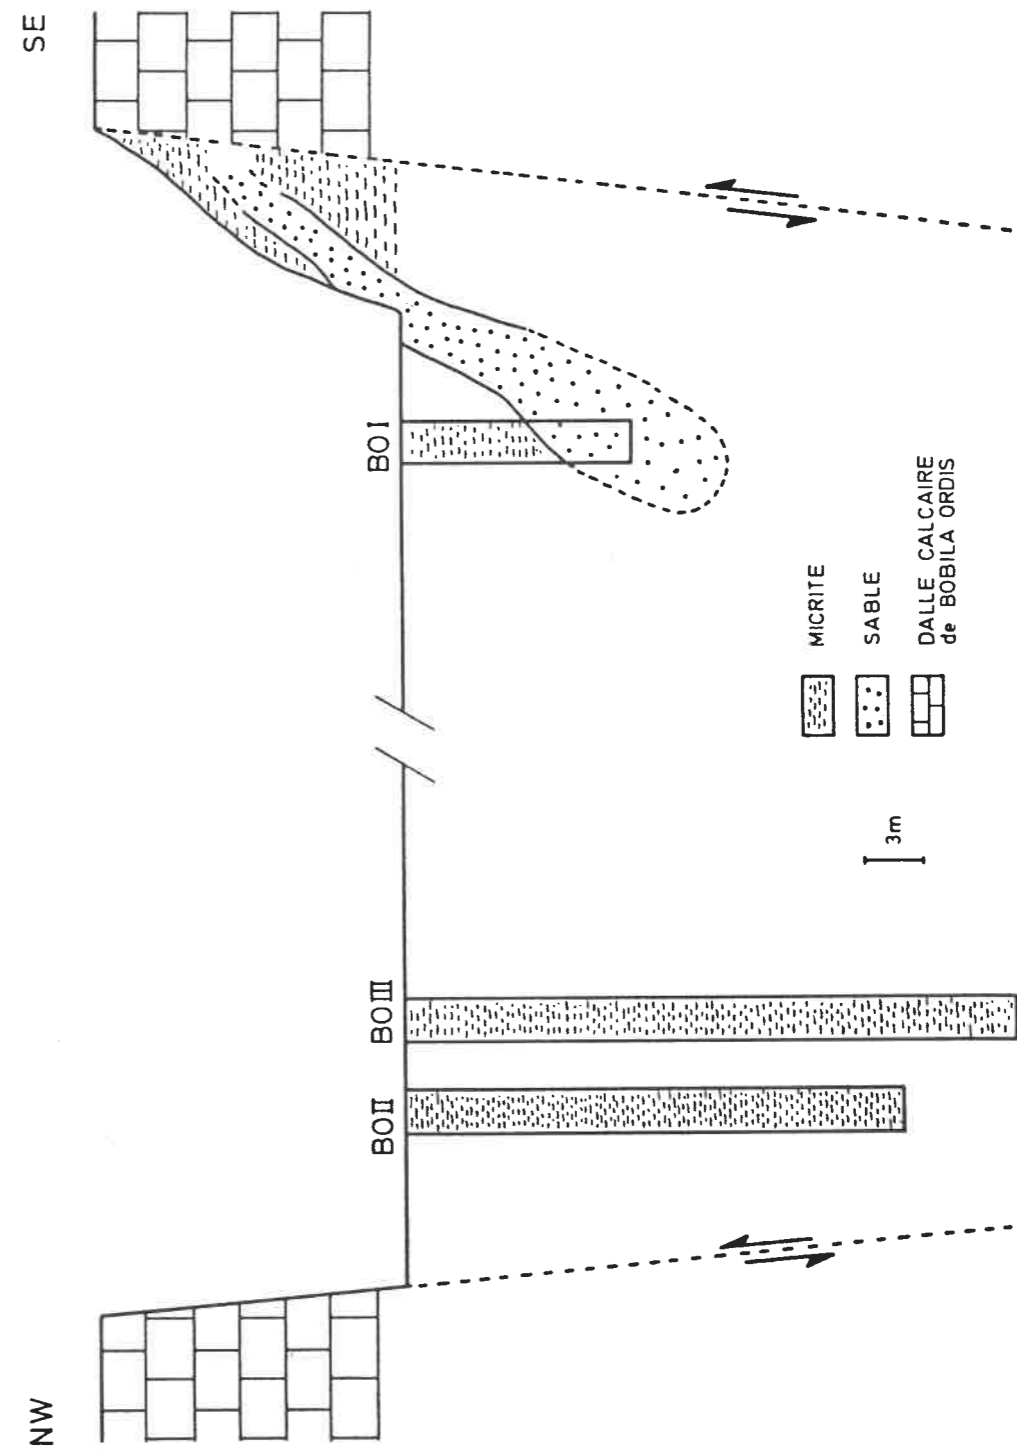 NW
SE
BO II
BO III
BO I
3m
MICRITE
SABLE
DALLE CALCAIRE
de BOBILA ORDIS